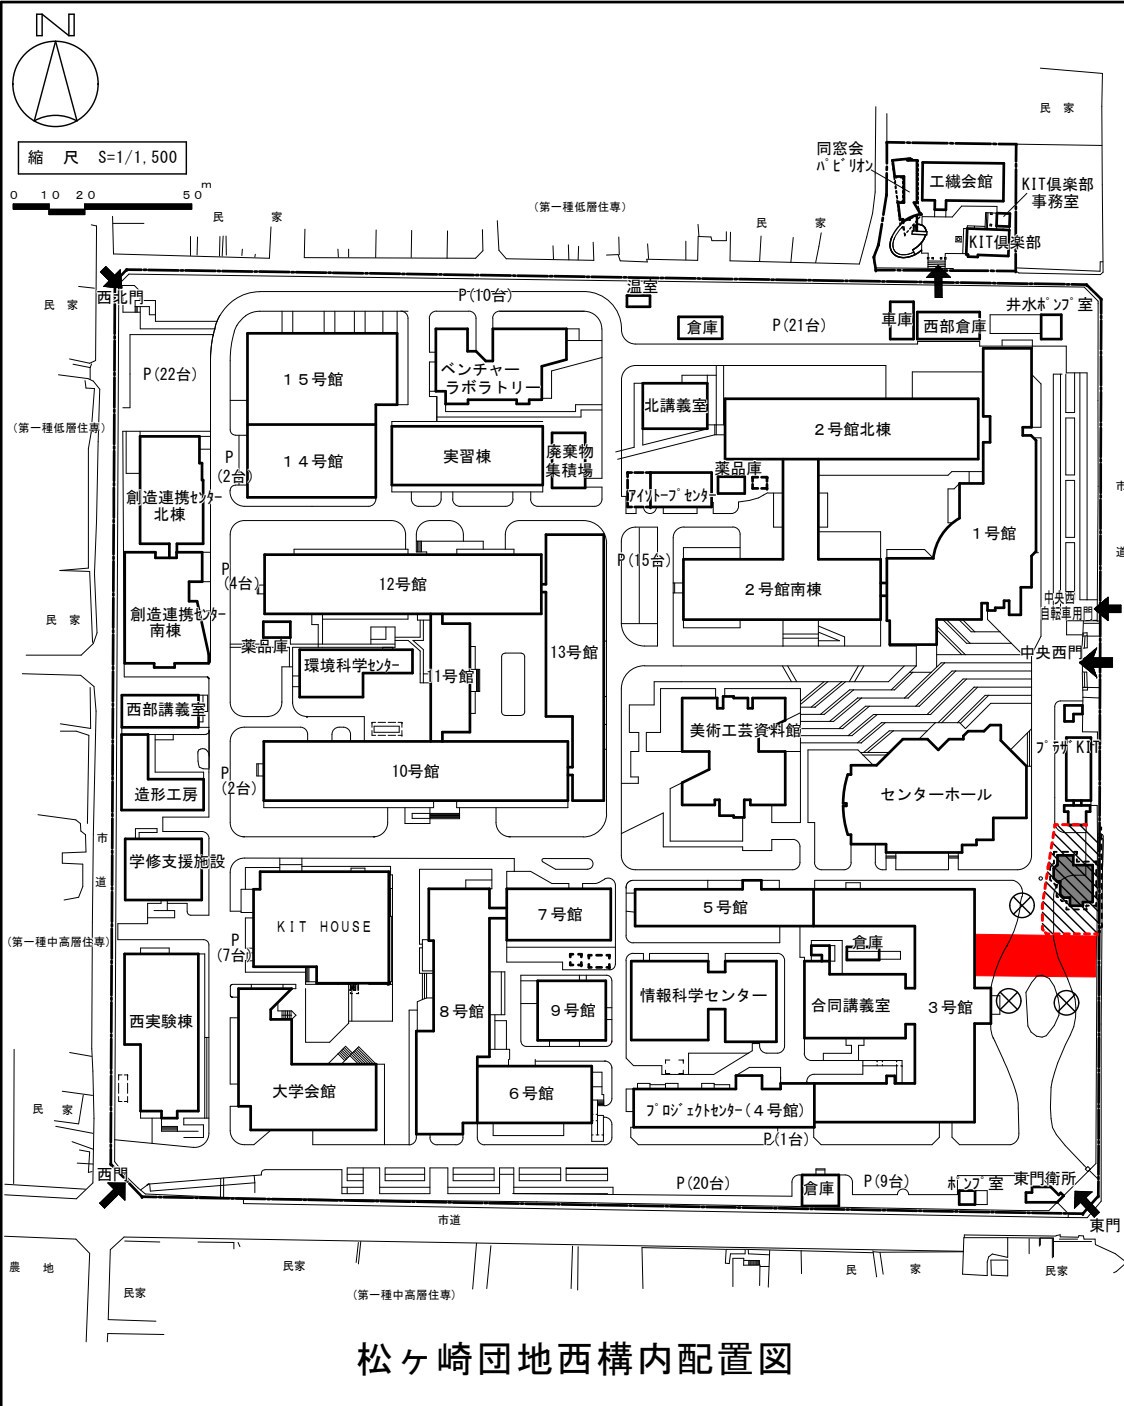 N
縮 尺 S=1/1,500
0 10 20 50 m
民 家
(第一種低層住専)
民 家
民 家
同窓会
パビリオン
工繊会館
KIT倶楽部
事務室
KIT倶楽部
西北門
民 家
P(10台)
温室
倉庫
P(21台)
車庫
西部倉庫
井水ポンプ室
P(22台)
15号館
ベンチャー
ラボラトリー
北講義室
2号館北棟
(第一種低層住専)
P
(2台)
14号館
実習棟
廃棄物
集積場
薬品庫
アイソトープセンター
創造連携センター
北棟
1号館
市 道
P
(4台)
12号館
P(15台)
2号館南棟
中央西
自転車用門
民 家
創造連携センター
南棟
薬品庫
環境科学センター
11号館
13号館
中央西門
西部講義室
美術工芸資料館
プラザKIT
P
(2台)
10号館
造形工房
センターホール
市 道
学修支援施設
KIT HOUSE
7号館
5号館
(第一種中高層住専)
P
(7台)
倉庫
西実験棟
8号館
9号館
情報科学センター
合同講義室
3号館
大学会館
6号館
プロジェクトセンター(4号館)
民 家
P(1台)
西門
P(20台)
倉庫
P(9台)
ポンプ室
東門衛所
東門
市道
農 地
民家
民 家
民家
民家
(第一種中高層住専)
松ヶ崎団地西構内配置図